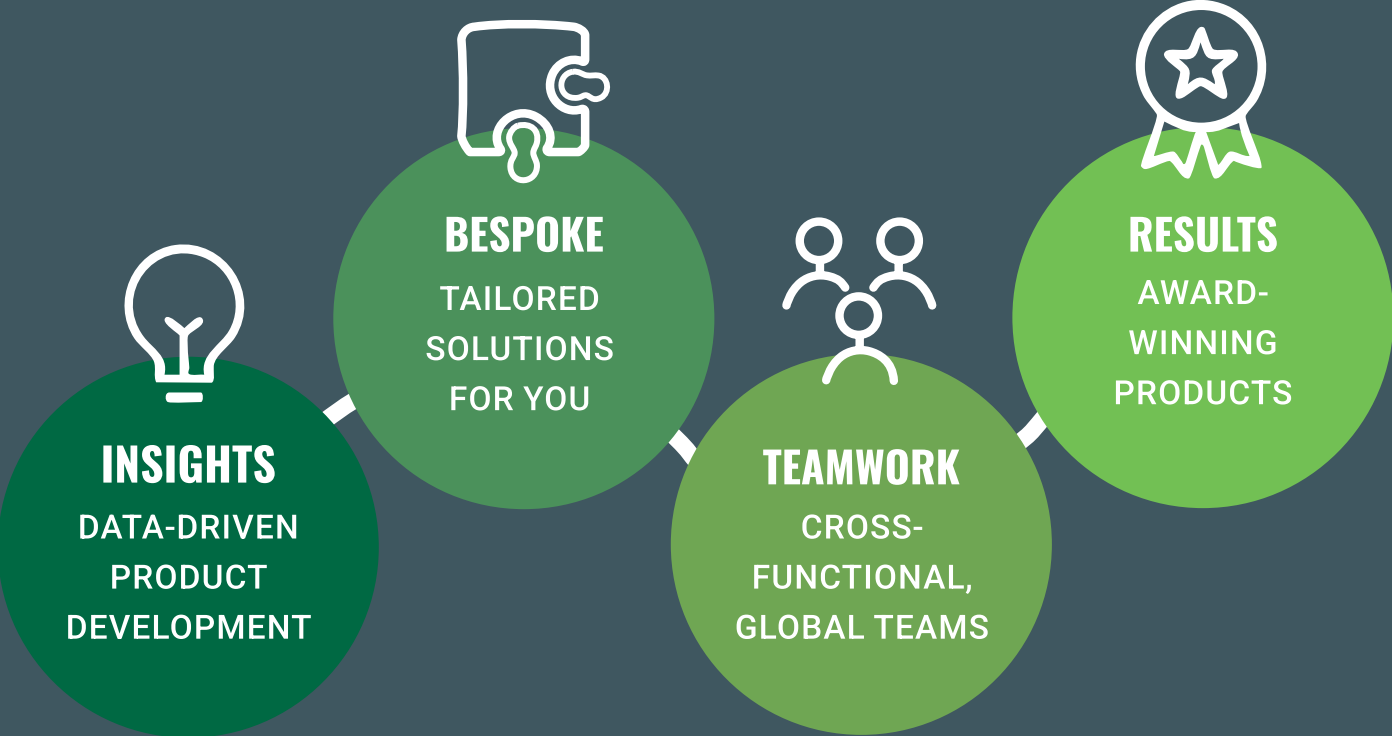 INSIGHTS
DATA-DRIVEN
PRODUCT
DEVELOPMENT
BESPOKE
TAILORED
SOLUTIONS
FOR YOU
TEAMWORK
CROSS-
FUNCTIONAL,
GLOBAL TEAMS
RESULTS
AWARD-
WINNING
PRODUCTS